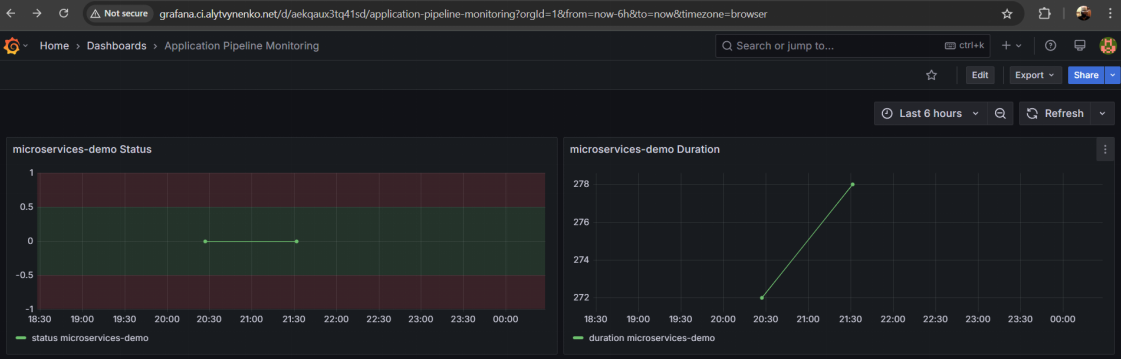 Not secure grafana.ci.alytvynenko.net/d/aekqaux3tq41sd/application-pipeline-monitoring?orgId=1&from=now-6h&to=now&timezone=browser
Home > Dashboards > Application Pipeline Monitoring
Search or jump to... ctrl+k
Edit Export Share
Last 6 hours Refresh
microservices-demo Status
1
0.5
0
-0.5
-1
18:30 19:00 19:30 20:00 20:30 21:00 21:30 22:00 22:30 23:00 23:30 00:00
status microservices-demo
microservices-demo Duration
278
276
274
272
18:30 19:00 19:30 20:00 20:30 21:00 21:30 22:00 22:30 23:00 23:30 00:00
duration microservices-demo